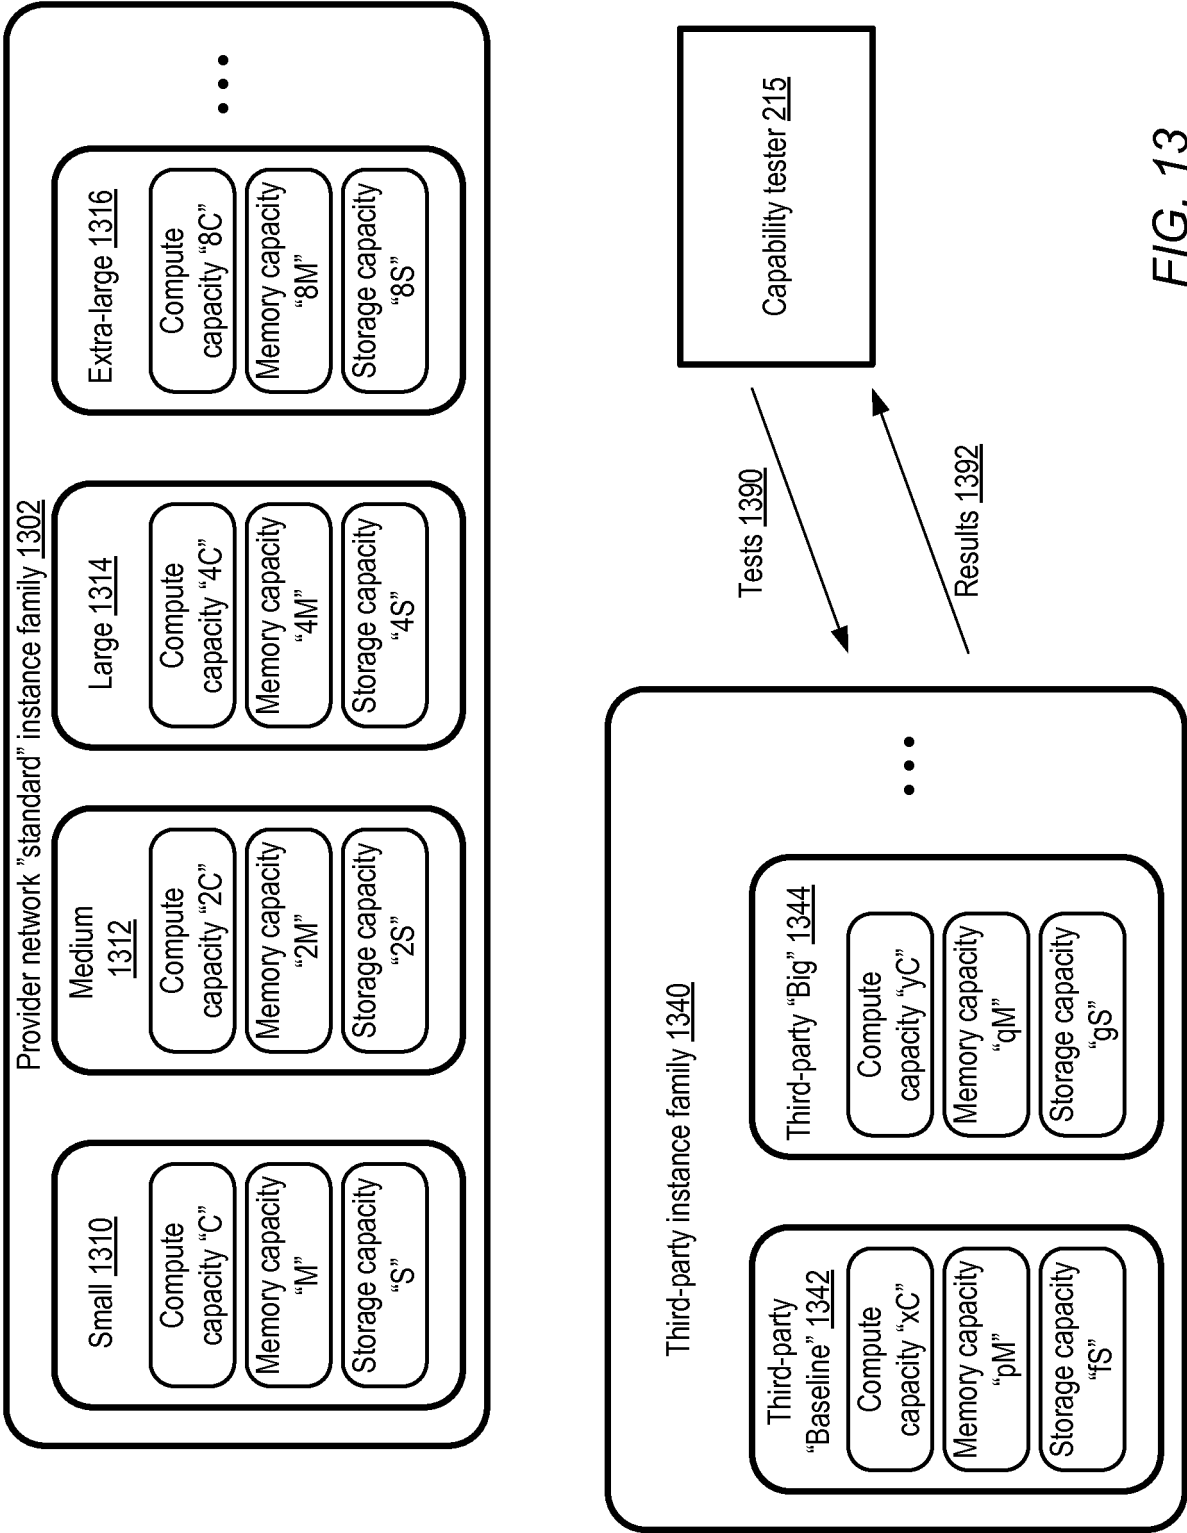 Provider network ”standard” instance family 1302
Small 1310
Compute
capacity “C”
Memory capacity
“M”
Storage capacity
“S”
Medium
1312
Compute
capacity “2C”
Memory capacity
“2M”
Storage capacity
“2S”
Large 1314
Compute
capacity “4C”
Memory capacity
“4M”
Storage capacity
“4S”
Extra-large 1316
Compute
capacity “8C”
Memory capacity
“8M”
Storage capacity
“8S”
...
Third-party instance family 1340
Third-party
“Baseline” 1342
Compute
capacity “xC”
Memory capacity
“pM”
Storage capacity
“fS”
Third-party “Big” 1344
Compute
capacity “yC”
Memory capacity
“qM”
Storage capacity
“gS”
...
Tests 1390
Results 1392
Capability tester 215
FIG. 13